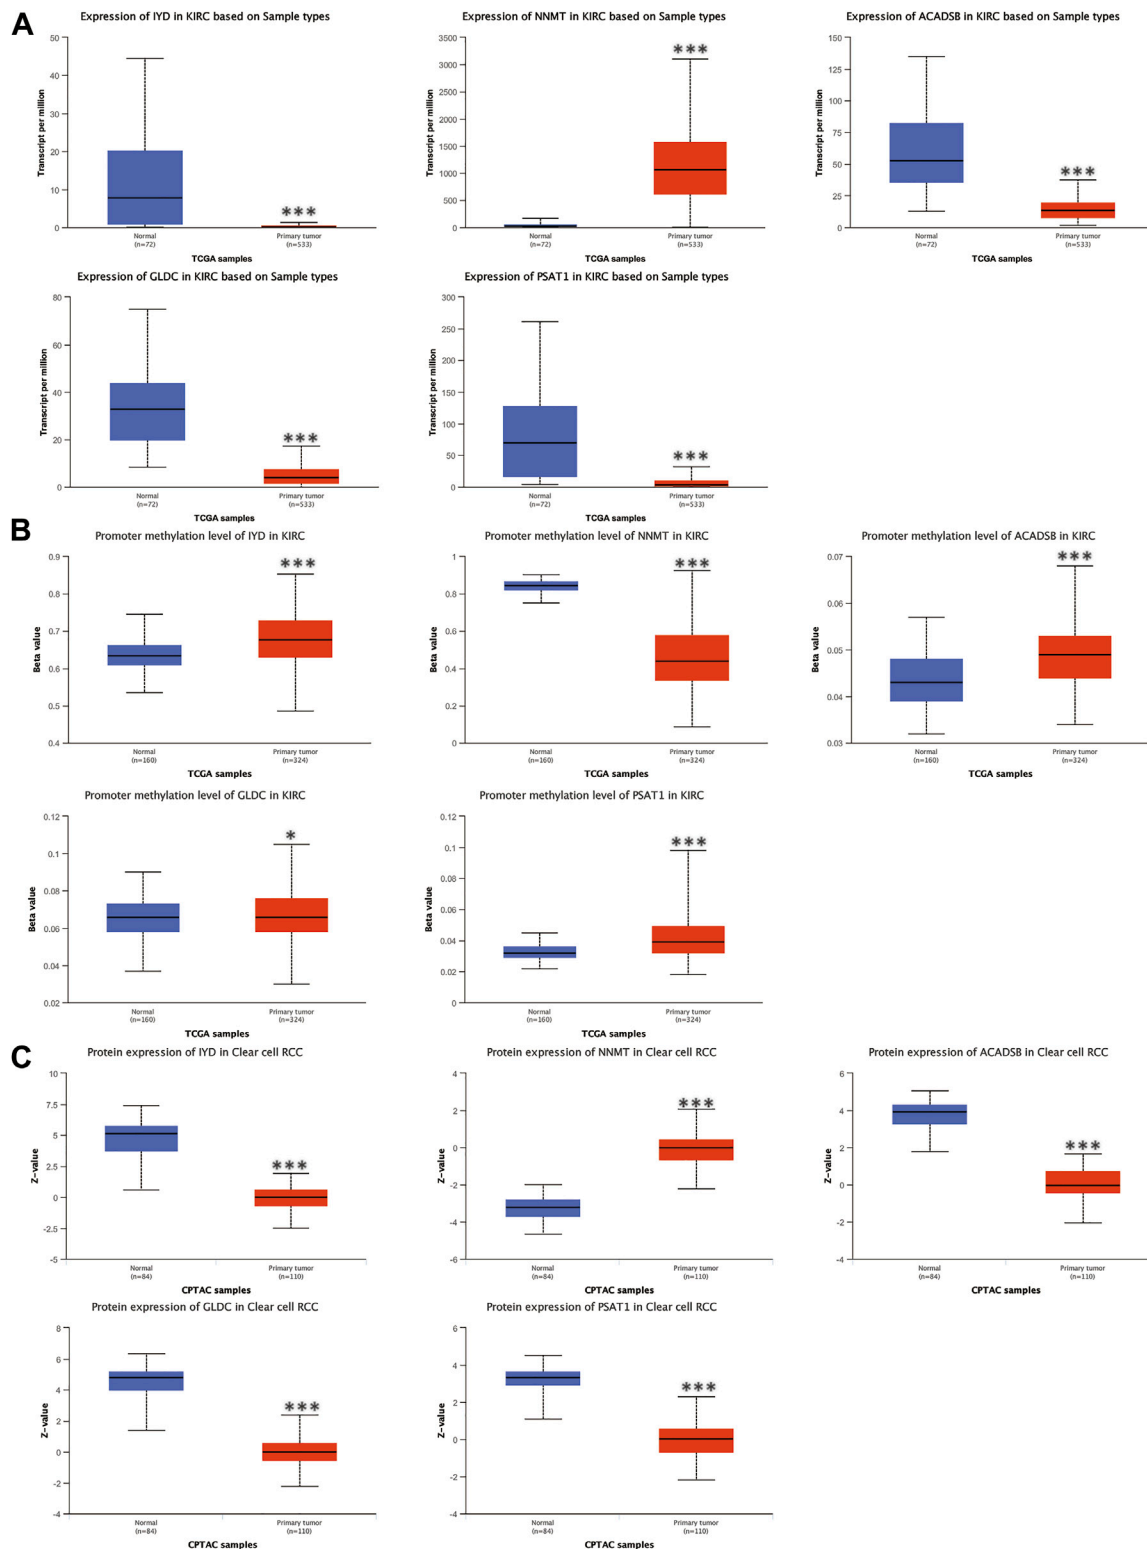 A
Expression of IYD in KIRC based on Sample types
50
40
30
20
10
0
Transcript per million
***
Normal
(n=72)
Primary tumor
(n=533)
TCGA samples
Expression of NNMT in KIRC based on Sample types
3500
3000
2500
2000
1500
1000
500
0
Transcript per million
***
Normal
(n=72)
Primary tumor
(n=533)
TCGA samples
Expression of ACADSB in KIRC based on Sample types
150
125
100
75
50
25
0
Transcript per million
***
Normal
(n=72)
Primary tumor
(n=533)
TCGA samples
Expression of GLDC in KIRC based on Sample types
80
60
40
20
0
Transcript per million
***
Normal
(n=72)
Primary tumor
(n=533)
TCGA samples
Expression of PSAT1 in KIRC based on Sample types
300
250
200
150
100
50
0
Transcript per million
***
Normal
(n=72)
Primary tumor
(n=533)
TCGA samples
B
Promoter methylation level of IYD in KIRC
0.9
0.8
0.7
0.6
0.5
0.4
Beta value
***
Normal
(n=160)
Primary tumor
(n=324)
TCGA samples
Promoter methylation level of NNMT in KIRC
1
0.8
0.6
0.4
0.2
0
Beta value
***
Normal
(n=160)
Primary tumor
(n=324)
TCGA samples
Promoter methylation level of ACADSB in KIRC
0.07
0.06
0.05
0.04
0.03
Beta value
***
Normal
(n=160)
Primary tumor
(n=324)
TCGA samples
Promoter methylation level of GLDC in KIRC
0.12
0.1
0.08
0.06
0.04
0.02
Beta value
*
Normal
(n=160)
Primary tumor
(n=324)
TCGA samples
Promoter methylation level of PSAT1 in KIRC
0.12
0.1
0.08
0.06
0.04
0.02
0
Beta value
***
Normal
(n=160)
Primary tumor
(n=324)
TCGA samples
C
Protein expression of IYD in Clear cell RCC
10
7.5
5
2.5
0
-2.5
-5
Z-value
***
Normal
(n=84)
Primary tumor
(n=110)
CPTAC samples
Protein expression of NNMT in Clear cell RCC
4
2
0
-2
-4
-6
Z-value
***
Normal
(n=84)
Primary tumor
(n=110)
CPTAC samples
Protein expression of ACADSB in Clear cell RCC
6
4
2
0
-2
-4
Z-value
***
Normal
(n=84)
Primary tumor
(n=110)
CPTAC samples
Protein expression of GLDC in Clear cell RCC
8
6
4
2
0
-2
-4
Z-value
***
Normal
(n=84)
Primary tumor
(n=110)
CPTAC samples
Protein expression of PSAT1 in Clear cell RCC
6
4
2
0
-2
-4
Z-value
***
Normal
(n=84)
Primary tumor
(n=110)
CPTAC samples